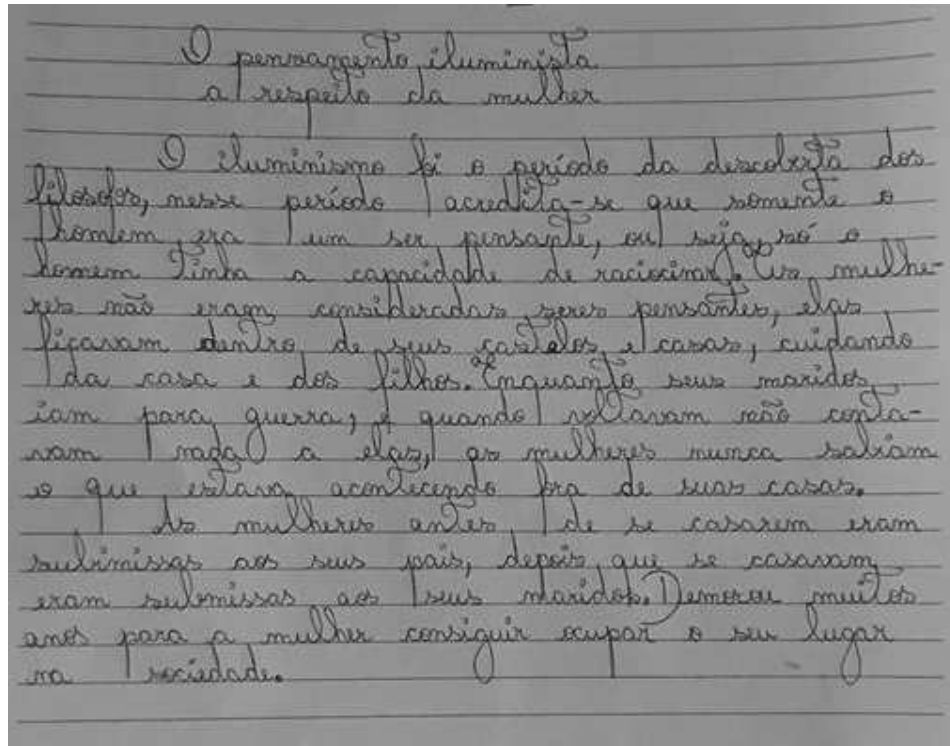 O pensamento iluminista
a respeito da mulher
O iluminismo foi o período da descoberta dos
filosofos, nesse período acredita-se que somente o
homem era um ser pensante, ou seja, só o
homem tinha a capacidade de raciocinar. As mulhe-
res não eram consideradas seres pensantes, elas
ficavam dentro de seus castelos e casas, cuidando
da casa e dos filhos. Enquanto seus maridos
iam para guerra, e quando voltavam não conta-
vam nada a elas, as mulheres nunca sabiam
o que estava acontecendo fora de suas casas.
As mulheres antes de se casarem eram
submissas aos seus pais, depois que se casavam
eram submissas aos seus maridos. Demorou muitos
anos para a mulher consiguir ocupar o seu lugar
na sociedade.